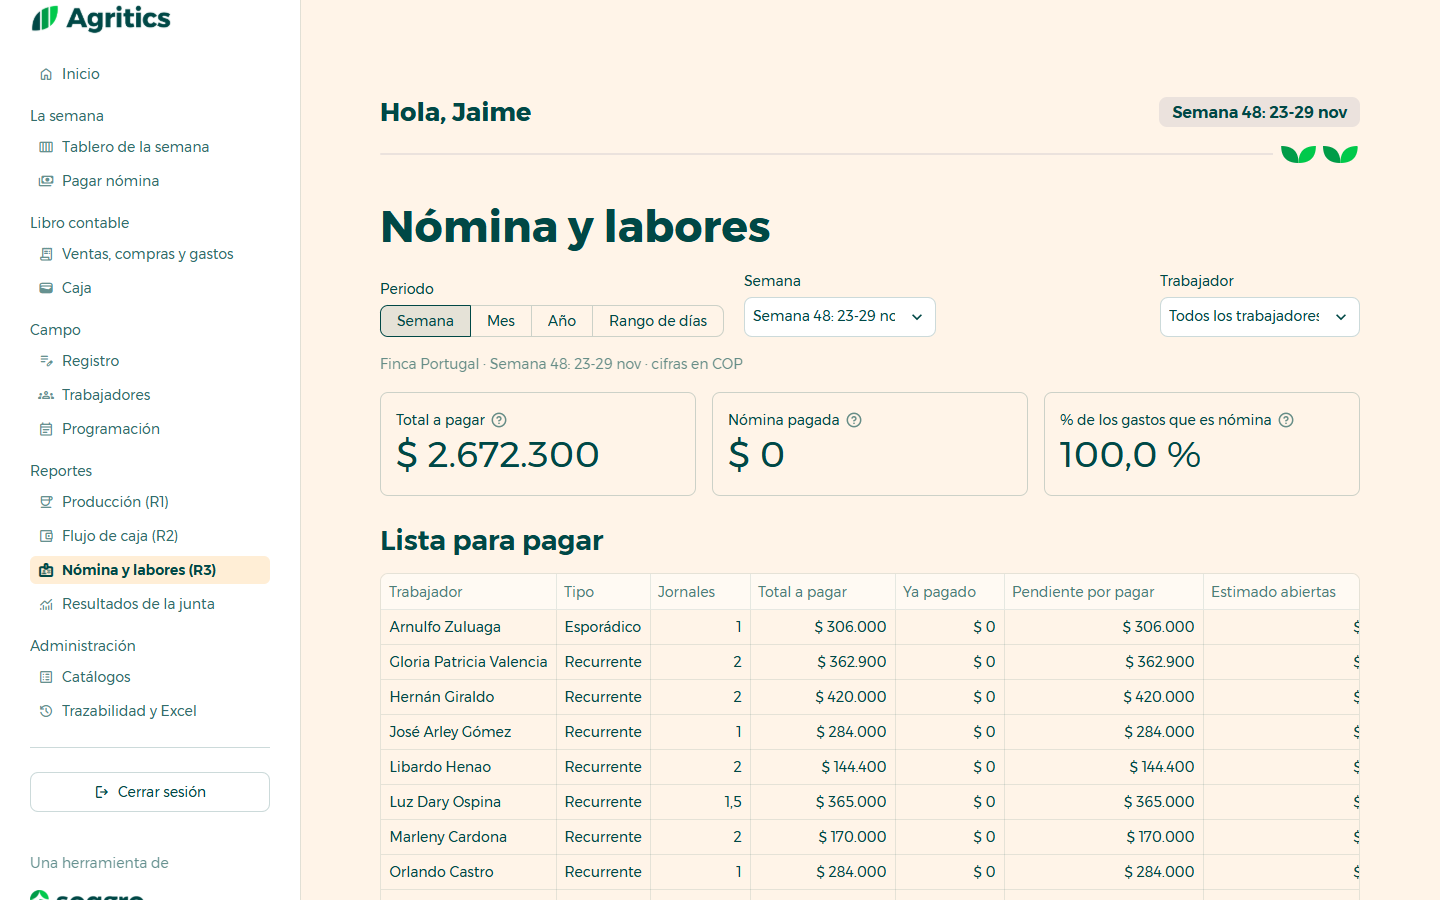 Agritics
Inicio
La semana
Tablero de la semana
Pagar nómina
Libro contable
Ventas, compras y gastos
Caja
Campo
Registro
Trabajadores
Programación
Reportes
Producción (R1)
Flujo de caja (R2)
Nómina y labores (R3)
Resultados de la junta
Administración
Catálogos
Trazabilidad y Excel
Cerrar sesión
Una herramienta de
Hola, Jaime
Semana 48: 23-29 nov
Nómina y labores
Periodo
Semana Mes Año Rango de días
Semana
Semana 48: 23-29 nc
Trabajador
Todos los trabajadores
Finca Portugal · Semana 48: 23-29 nov · cifras en COP
Total a pagar ?
$ 2.672.300
Nómina pagada ?
$ 0
% de los gastos que es nómina ?
100,0 %
Lista para pagar
Trabajador Tipo Jornales Total a pagar Ya pagado Pendiente por pagar Estimado abiertas
Arnulfo Zuluaga Esporádico 1 $ 306.000 $ 0 $ 306.000 $
Gloria Patricia Valencia Recurrente 2 $ 362.900 $ 0 $ 362.900 $
Hernán Giraldo Recurrente 2 $ 420.000 $ 0 $ 420.000 $
José Arley Gómez Recurrente 1 $ 284.000 $ 0 $ 284.000 $
Libardo Henao Recurrente 2 $ 144.400 $ 0 $ 144.400 $
Luz Dary Ospina Recurrente 1,5 $ 365.000 $ 0 $ 365.000 $
Marleny Cardona Recurrente 2 $ 170.000 $ 0 $ 170.000 $
Orlando Castro Recurrente 1 $ 284.000 $ 0 $ 284.000 $